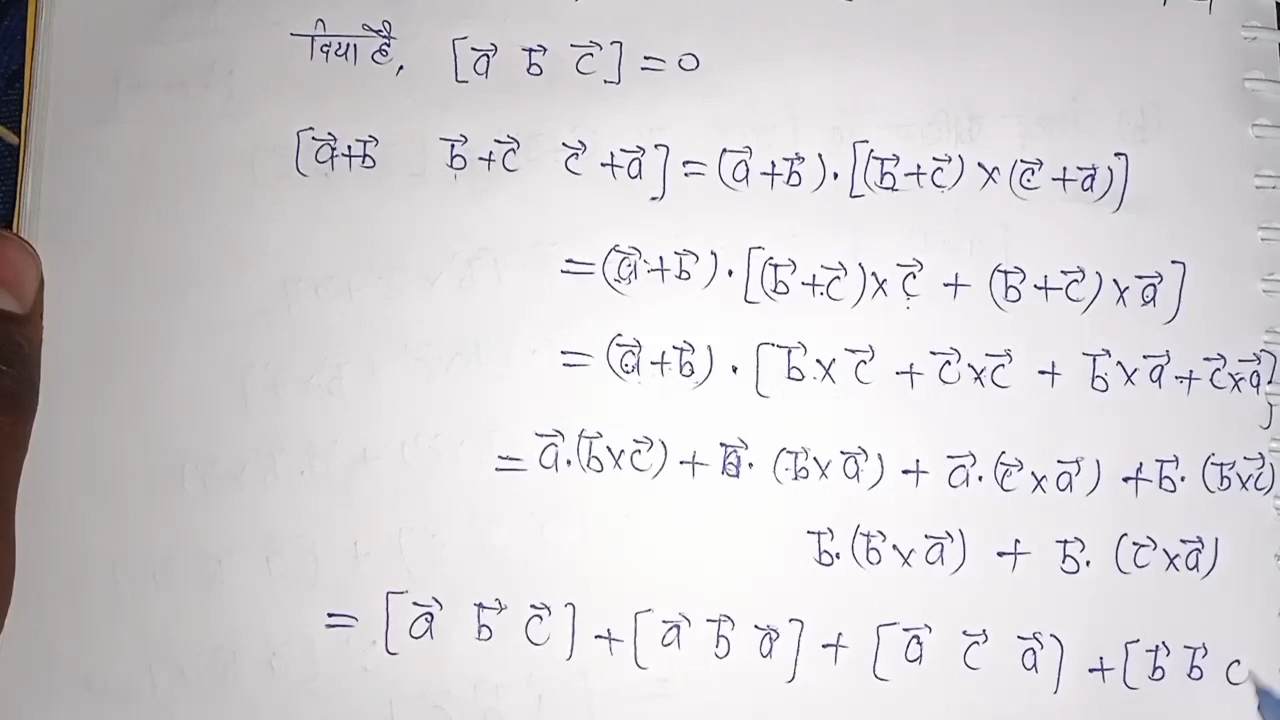 दिया है, [a⃗ b⃗ c⃗] = 0
[a⃗+b⃗ b⃗+c⃗ c⃗+a⃗] = (a⃗+b⃗).[(b⃗+c⃗)×(c⃗+a⃗)]
= (a⃗+b⃗).[(b⃗+c⃗)×c⃗ + (b⃗+c⃗)×a⃗]
= (a⃗+b⃗).[b⃗×c⃗ + c⃗×c⃗ + b⃗×a⃗ + c⃗×a⃗]
= a⃗.(b⃗×c⃗) + a⃗.(b⃗×a⃗) + a⃗.(c⃗×a⃗) + b⃗.(b⃗×c⃗)
b⃗.(b⃗×a⃗) + b⃗.(c⃗×a⃗)
= [a⃗ b⃗ c⃗] + [a⃗ b⃗ a⃗] + [a⃗ c⃗ a⃗] + [b⃗ b⃗ c